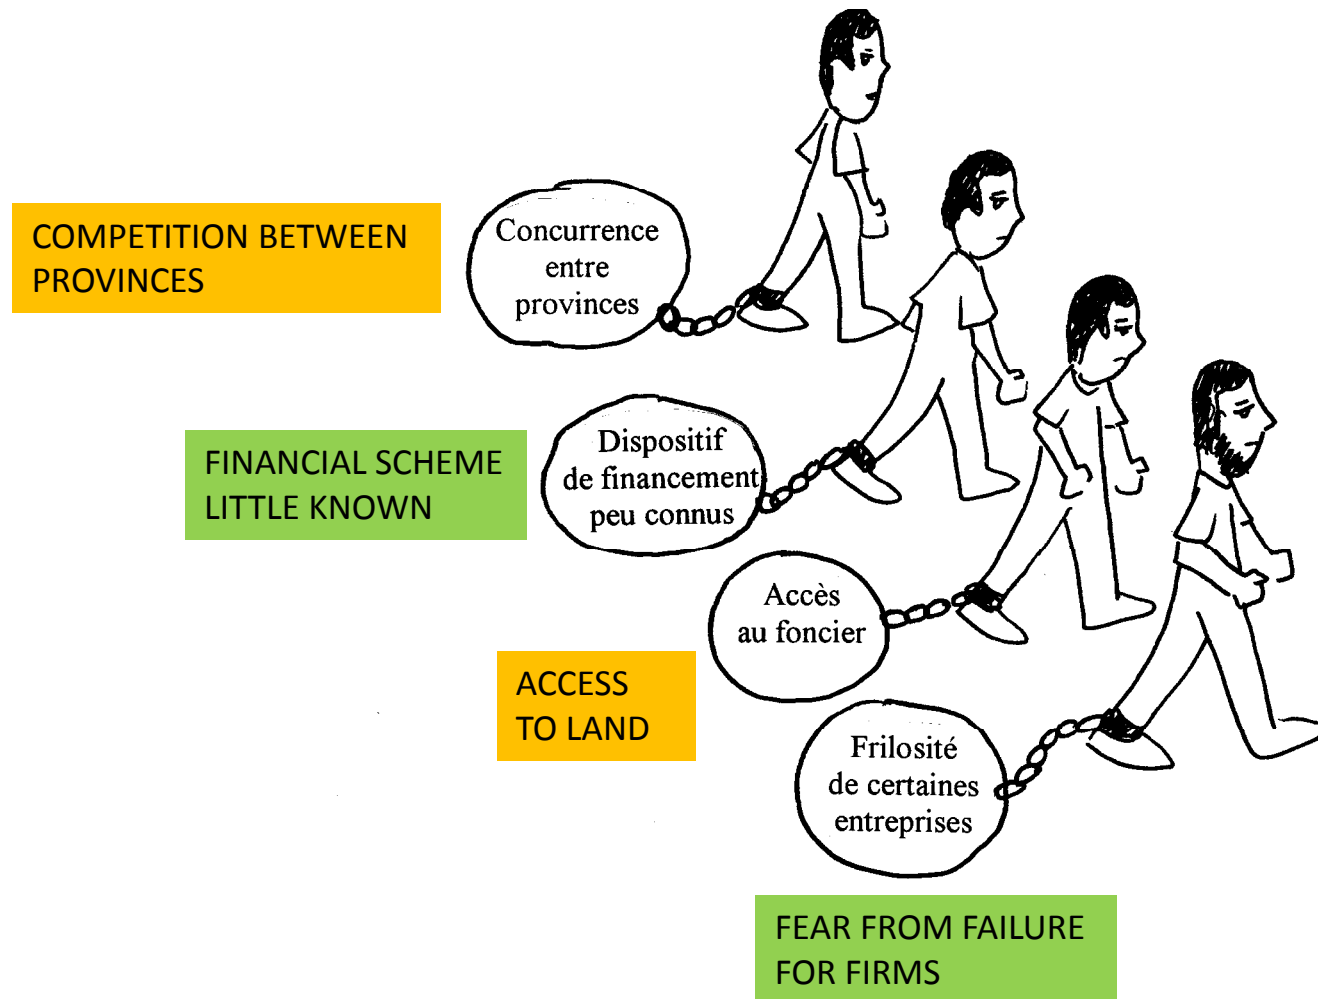 COMPETITION BETWEEN
PROVINCES
Concurrence
entre
provinces
FINANCIAL SCHEME
LITTLE KNOWN
Dispositif
de financement
peu connus
Accès
au foncier
ACCESS
TO LAND
Frilosité
de certaines
entreprises
FEAR FROM FAILURE
FOR FIRMS